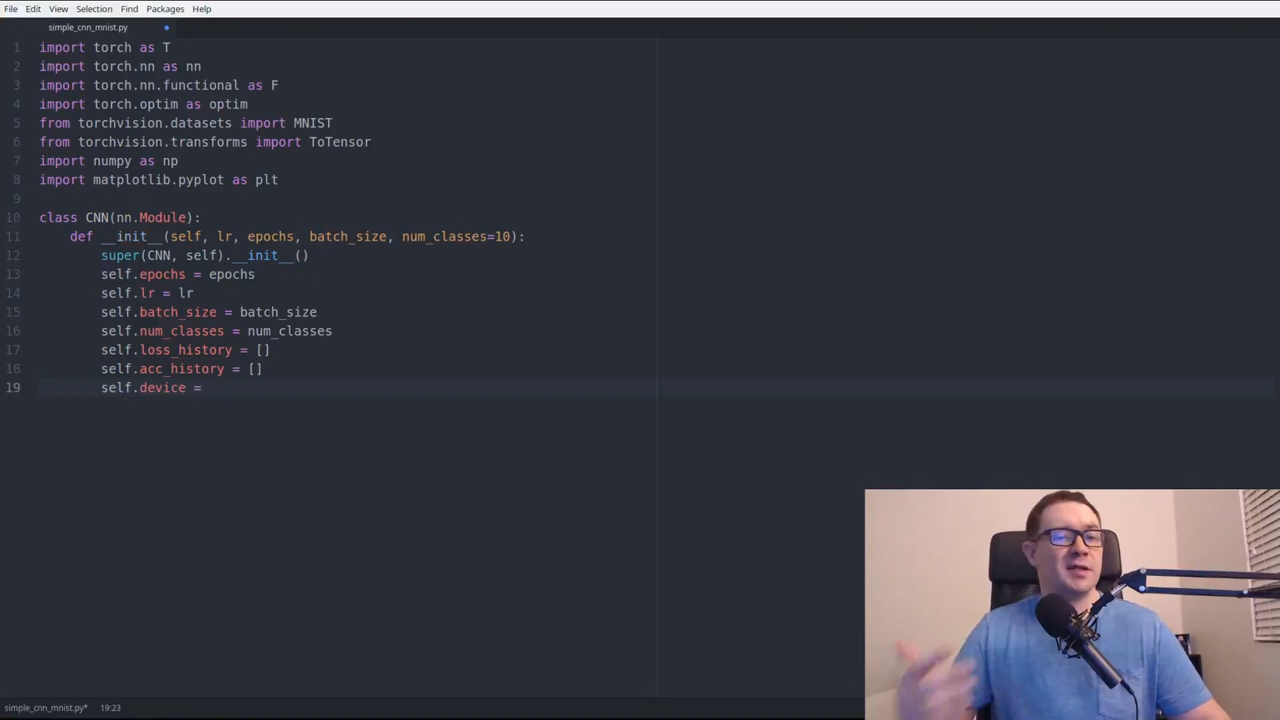 File Edit View Selection Find Packages Help
simple_cnn_mnist.py
1 import torch as T
2 import torch.nn as nn
3 import torch.nn.functional as F
4 import torch.optim as optim
5 from torchvision.datasets import MNIST
6 from torchvision.transforms import ToTensor
7 import numpy as np
8 import matplotlib.pyplot as plt
9
10 class CNN(nn.Module):
11 def __init__(self, lr, epochs, batch_size, num_classes=10):
12 super(CNN, self).__init__()
13 self.epochs = epochs
14 self.lr = lr
15 self.batch_size = batch_size
16 self.num_classes = num_classes
17 self.loss_history = []
18 self.acc_history = []
19 self.device =
simple_cnn_mnist.py* 19:23